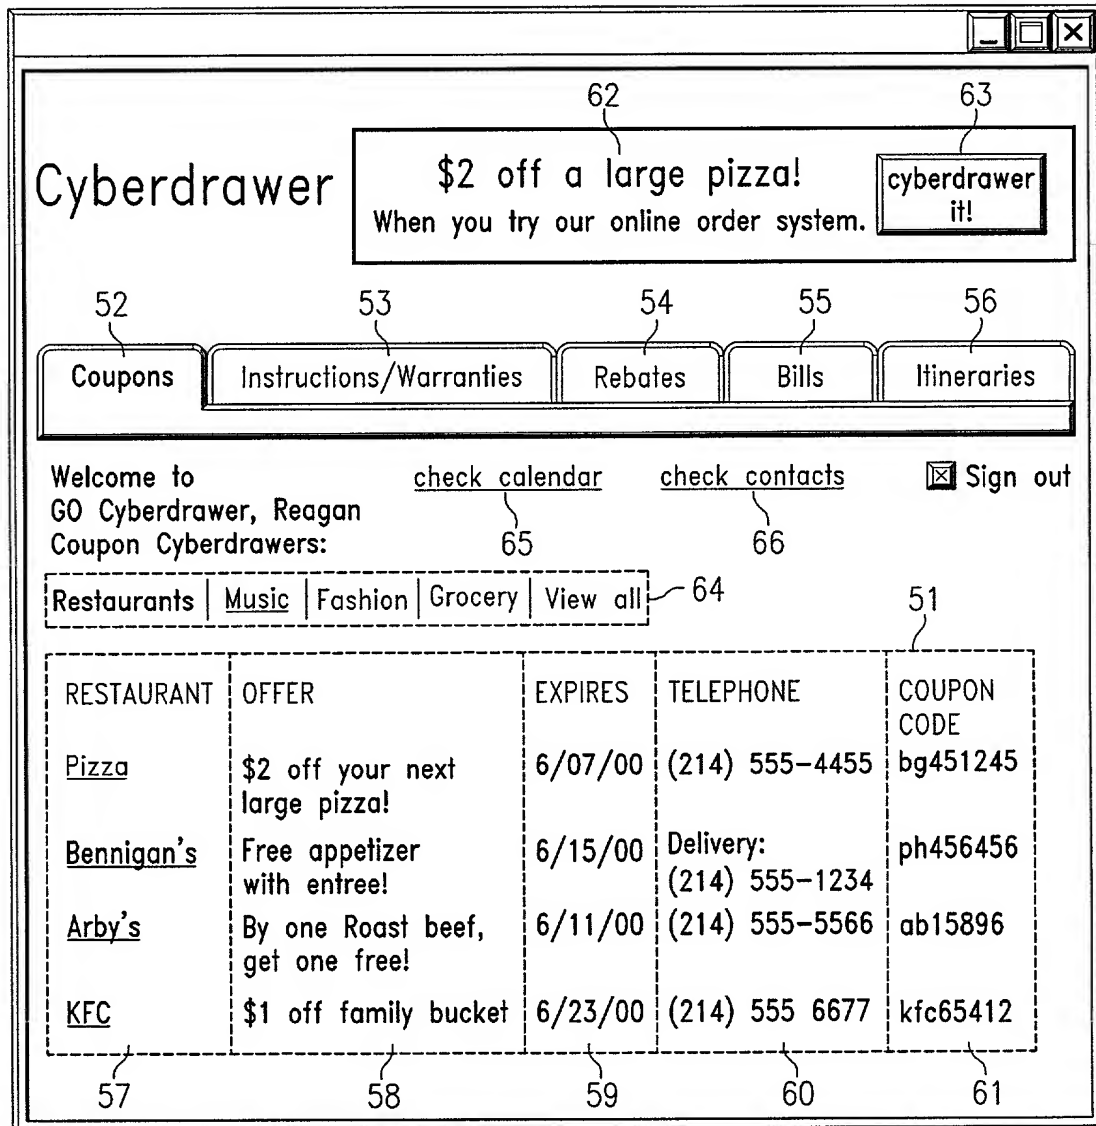 62 63
Cyberdrawer
$2 off a large pizza!
When you try our online order system.
cyberdrawer
it!
52 53 54 55 56
Coupons Instructions/Warranties Rebates Bills Itineraries
Welcome to check calendar check contacts Sign out
GO Cyberdrawer, Reagan
Coupon Cyberdrawers: 65 66
Restaurants | Music | Fashion | Grocery | View all 64
51
RESTAURANT OFFER EXPIRES TELEPHONE COUPON
CODE
Pizza $2 off your next 6/07/00 (214) 555-4455 bg451245
large pizza!
Bennigan's Free appetizer 6/15/00 Delivery: ph456456
with entree! (214) 555-1234
Arby's By one Roast beef, 6/11/00 (214) 555-5566 ab15896
get one free!
KFC $1 off family bucket 6/23/00 (214) 555 6677 kfc65412
57 58 59 60 61